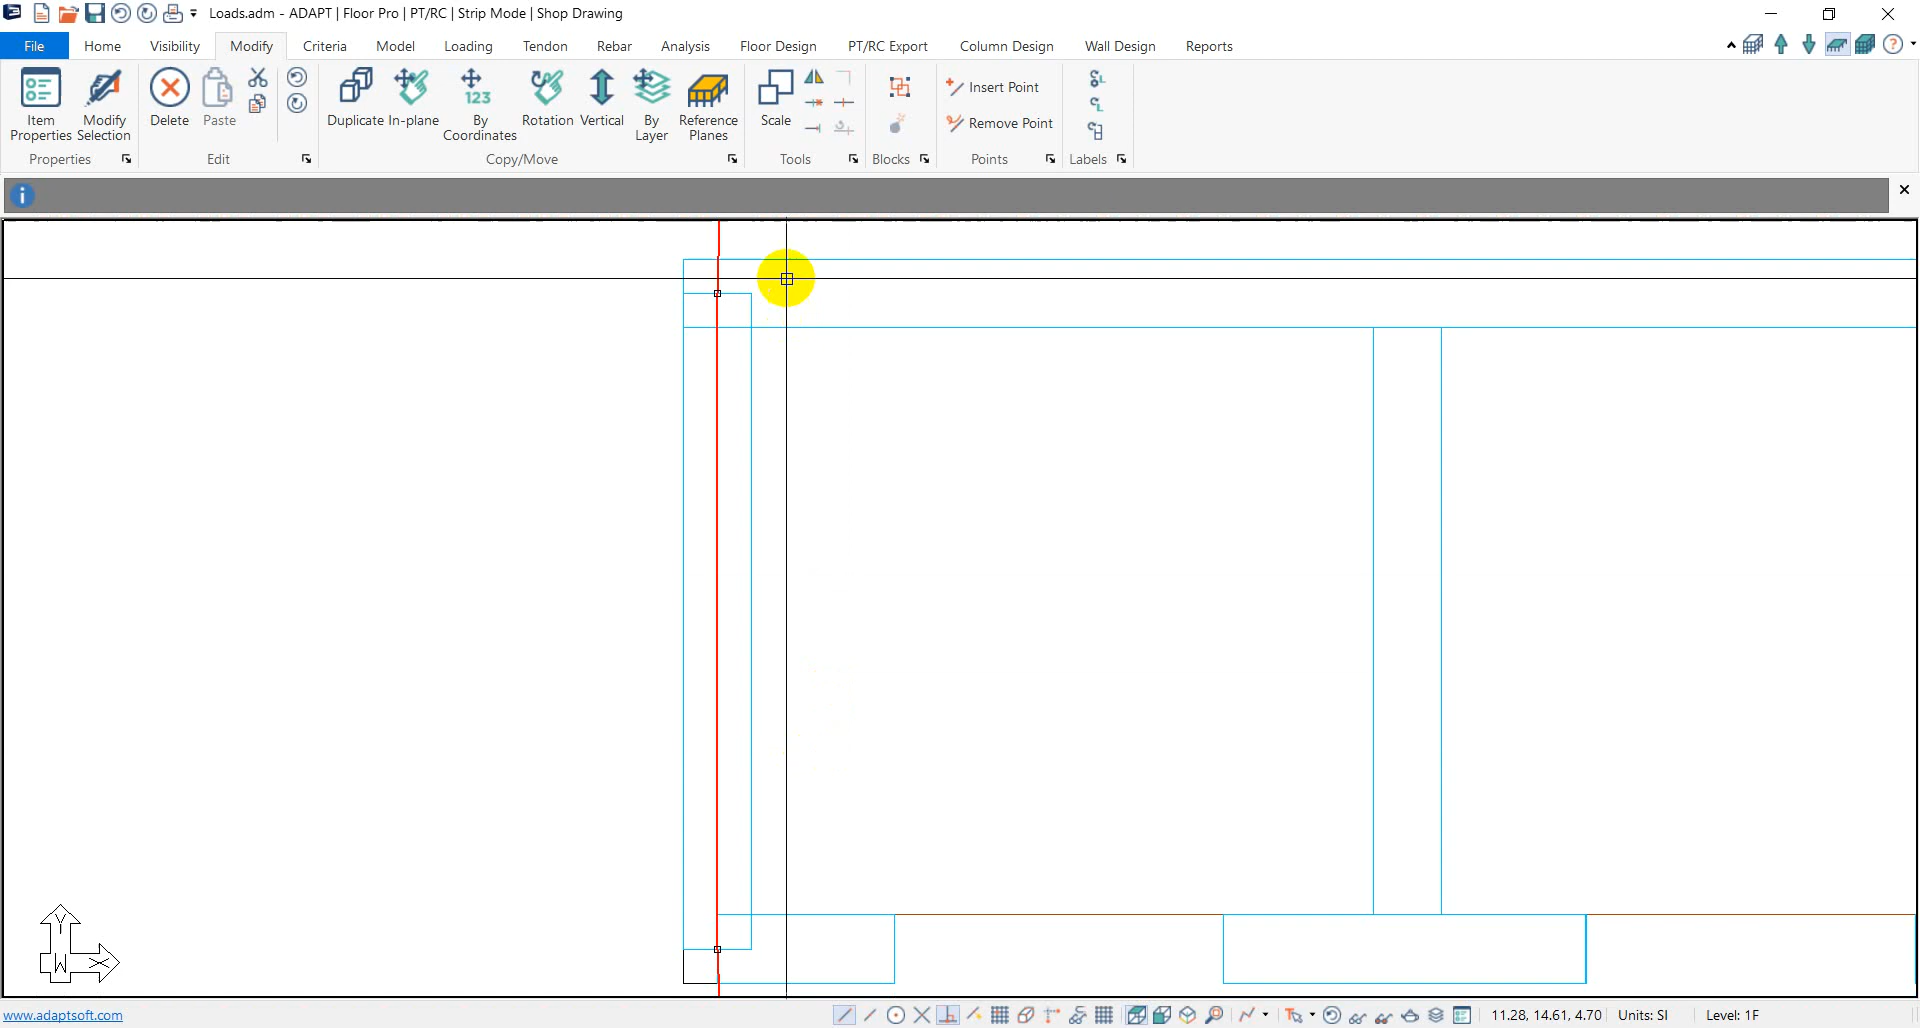 Loads.adm - ADAPT | Floor Pro | PT/RC | Strip Mode | Shop Drawing
File Home Visibility Modify Criteria Model Loading Tendon Rebar Analysis Floor Design PT/RC Export Column Design Wall Design Reports
Item Properties
Modify Selection
Properties
Delete
Paste
Edit
Duplicate
In-plane
By Coordinates
Rotation
Vertical
By Layer
Reference Planes
Copy/Move
Scale
Tools
Blocks
Insert Point
Remove Point
Points
Labels
Y
W X
www.adaptsoft.com
11.28, 14.61, 4.70 Units: SI Level: 1F